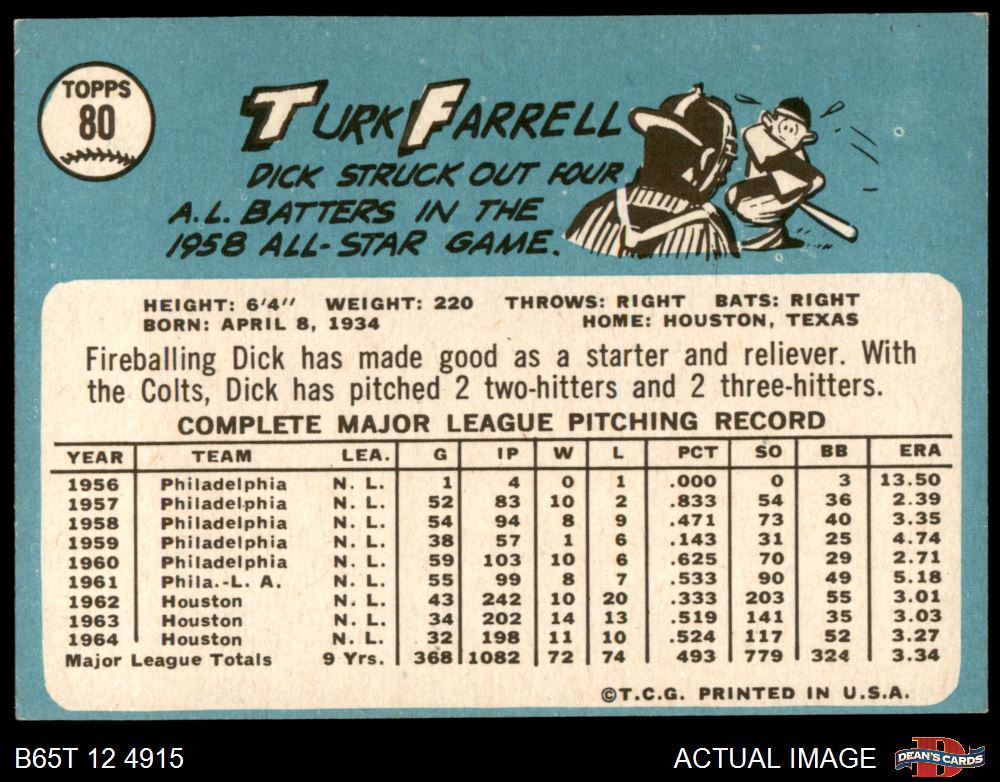 TOPPS
80
TURK FARRELL
DICK STRUCK OUT FOUR
A.L. BATTERS IN THE
1958 ALL-STAR GAME.
HEIGHT: 6'4" WEIGHT: 220 THROWS: RIGHT BATS: RIGHT
BORN: APRIL 8, 1934 HOME: HOUSTON, TEXAS
Fireballing Dick has made good as a starter and reliever. With
the Colts, Dick has pitched 2 two-hitters and 2 three-hitters.
COMPLETE MAJOR LEAGUE PITCHING RECORD
YEAR TEAM LEA. G IP W L PCT SO BB ERA
1956 Philadelphia N. L. 1 4 0 1 .000 0 3 13.50
1957 Philadelphia N. L. 52 83 10 2 .833 54 36 2.39
1958 Philadelphia N. L. 54 94 8 9 .471 73 40 3.35
1959 Philadelphia N. L. 38 57 1 6 .143 31 25 4.74
1960 Philadelphia N. L. 59 103 10 6 .625 70 29 2.71
1961 Phila.-L. A. N. L. 55 99 8 7 .533 90 49 5.18
1962 Houston N. L. 43 242 10 20 .333 203 55 3.01
1963 Houston N. L. 34 202 14 13 .519 141 35 3.03
1964 Houston N. L. 32 198 11 10 .524 117 52 3.27
Major League Totals 9 Yrs. 368 1082 72 74 493 779 324 3.34
©T.C.G. PRINTED IN U.S.A.
B65T 12 4915 ACTUAL IMAGE DEAN'S CARDS